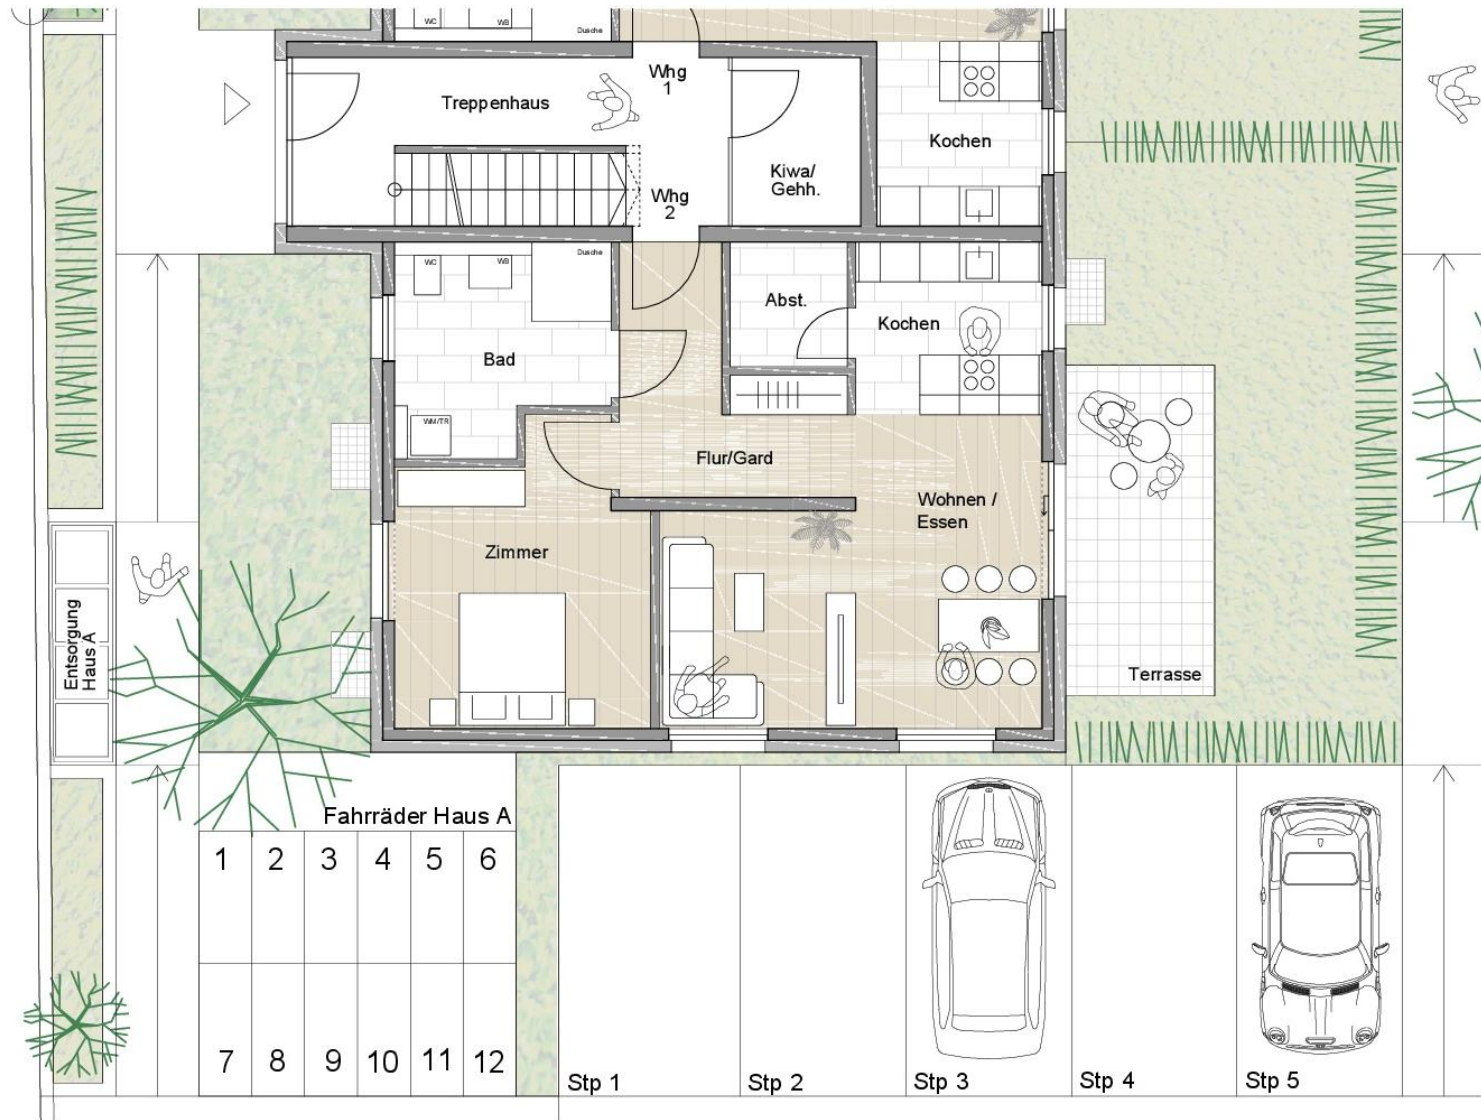 WC
WB
Dusche
Whg
1
Treppenhaus
Kochen
Kiwa/
Gehh.
Whg
2
WC
WB
Dusche
Abst.
Kochen
Bad
WM/TR
Flur/Gard
Wohnen /
Essen
Zimmer
Entsorgung
Haus A
Terrasse
Fahrräder Haus A
1 2 3 4 5 6
7 8 9 10 11 12
Stp 1
Stp 2
Stp 3
Stp 4
Stp 5